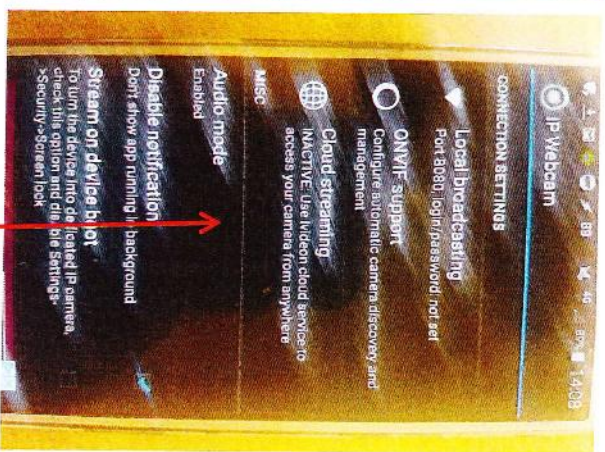 4G 87% 14:08
IP Webcam
CONNECTION SETTINGS
Local broadcasting
Port 8080, login/password not set
ONVIF support
Configure automatic camera discovery and
management
Cloud streaming
INACTIVE. Use Ivideon cloud service to
access your camera from anywhere
MISC
Audio mode
Enabled
Disable notification
Don't show app running in background
Stream on device boot
To turn the device into dedicated IP camera,
check this option and disable Settings-
>Security->Screen lock